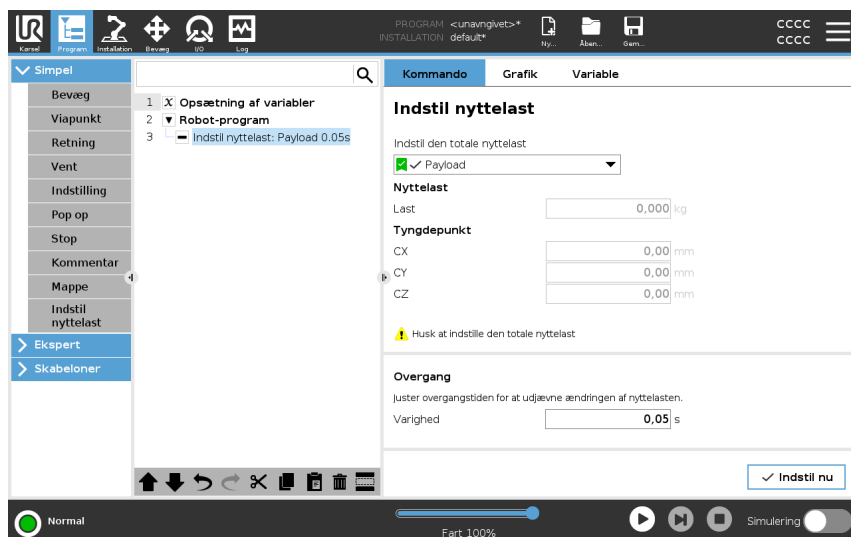 UR
PROGRAM <unavngivet>*
INSTALLATION default*
Kørsel Program Installation Bevæg I/O Log
Ny... Åben... Gem...
CCCC
CCCC
Simpel
Bevæg
Viapunkt
Retning
Vent
Indstilling
Pop op
Stop
Kommentar
Mappe
Indstil
nyttelast
Ekspert
Skabeloner
1 X Opsætning af variabler
2 Robot-program
3 Indstil nyttelast: Payload 0.05s
Kommando Grafik Variable
Indstil nyttelast
Indstil den totale nyttelast
Payload
Nyttelast
Last 0,000 kg
Tyngdepunkt
CX 0,00 mm
CY 0,00 mm
CZ 0,00 mm
Husk at indstille den totale nyttelast
Overgang
Juster overgangstiden for at udjævne ændringen af nyttelasten.
Varighed 0,05 s
Indstil nu
Normal
Fart 100%
Simulering